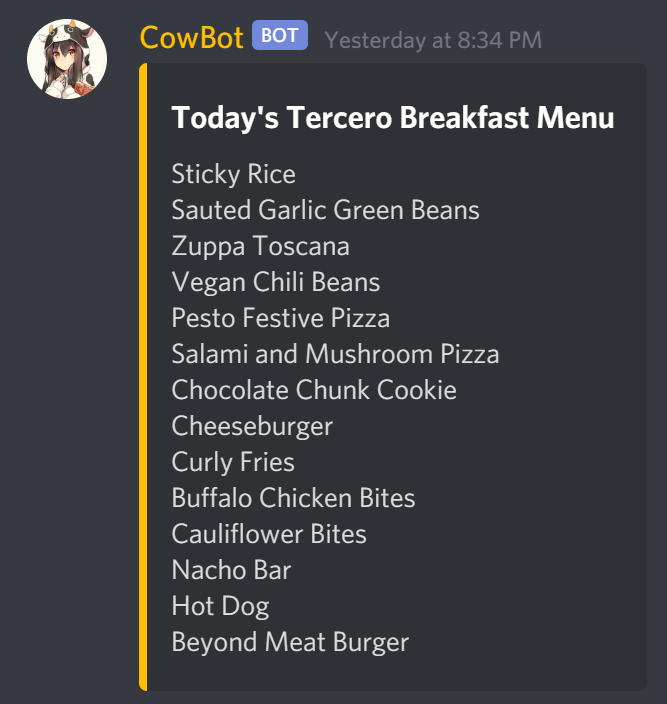 CowBot BOT Yesterday at 8:34 PM
Today's Tercero Breakfast Menu
Sticky Rice
Sauted Garlic Green Beans
Zuppa Toscana
Vegan Chili Beans
Pesto Festive Pizza
Salami and Mushroom Pizza
Chocolate Chunk Cookie
Cheeseburger
Curly Fries
Buffalo Chicken Bites
Cauliflower Bites
Nacho Bar
Hot Dog
Beyond Meat Burger